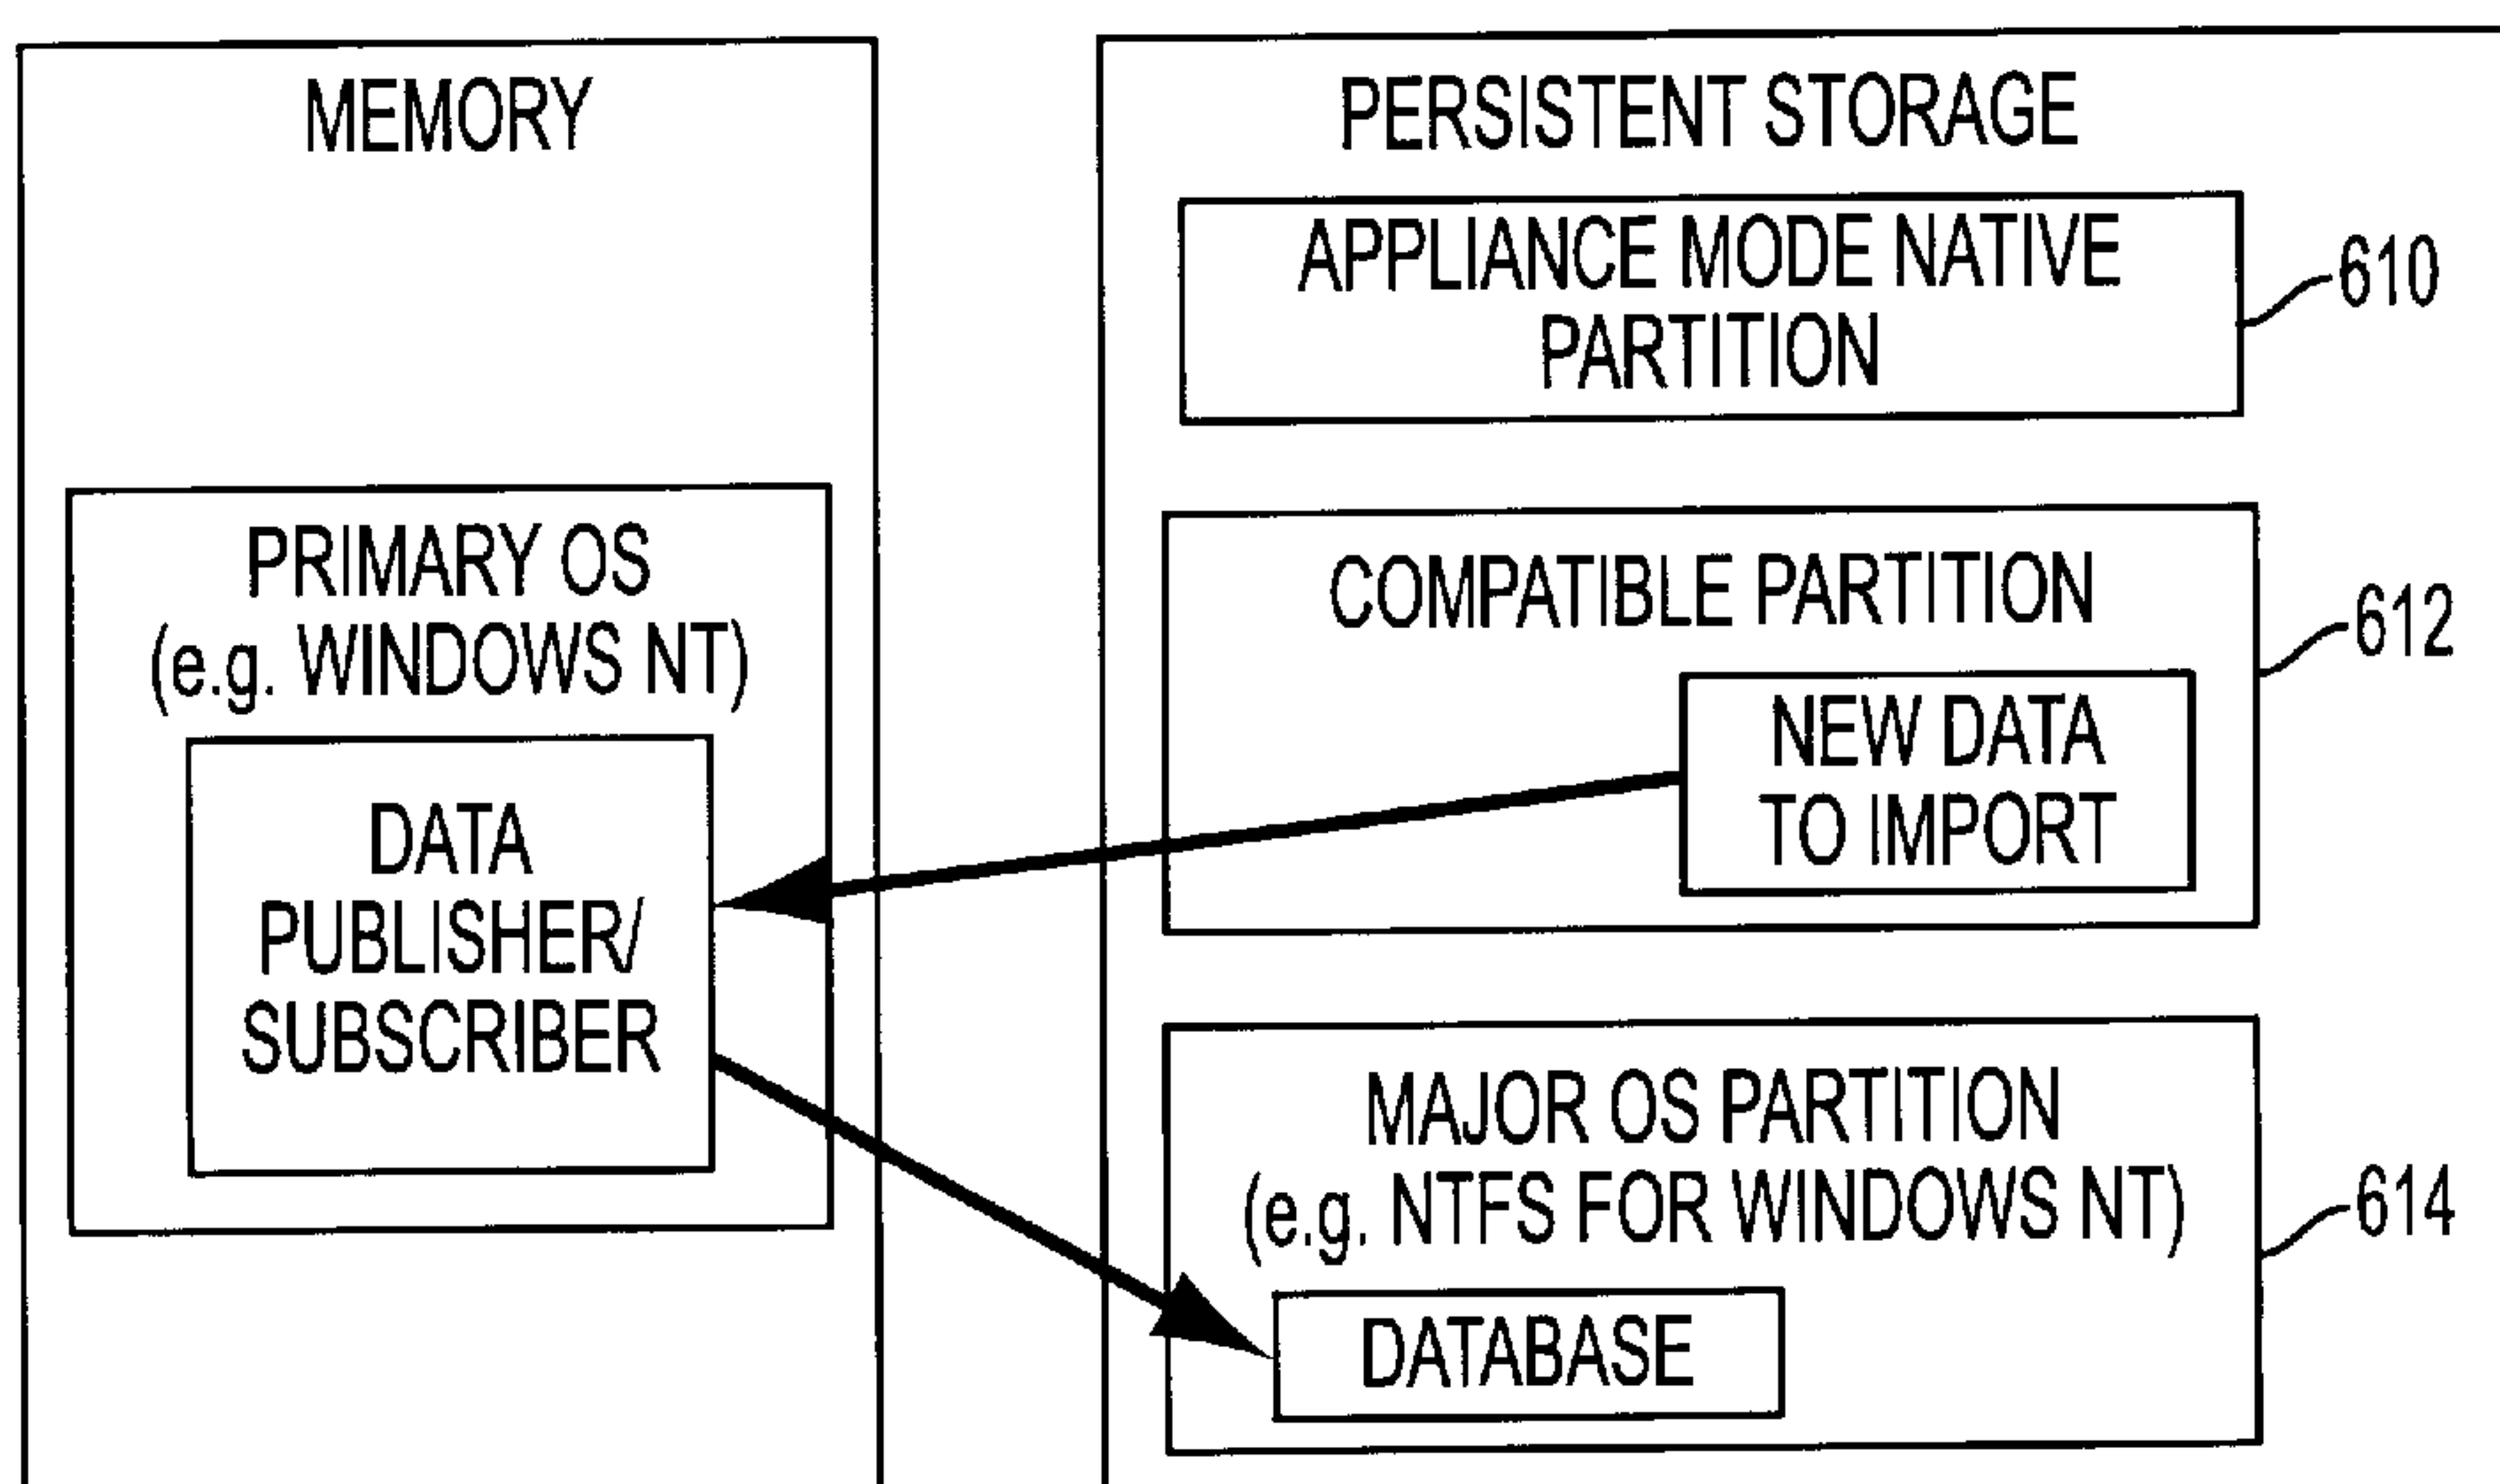 MEMORY
PRIMARY OS
(e.g. WINDOWS NT)
DATA
PUBLISHER/
SUBSCRIBER
PERSISTENT STORAGE
APPLIANCE MODE NATIVE
PARTITION
610
COMPATIBLE PARTITION
612
NEW DATA
TO IMPORT
MAJOR OS PARTITION
(e.g. NTFS FOR WINDOWS NT)
614
DATABASE